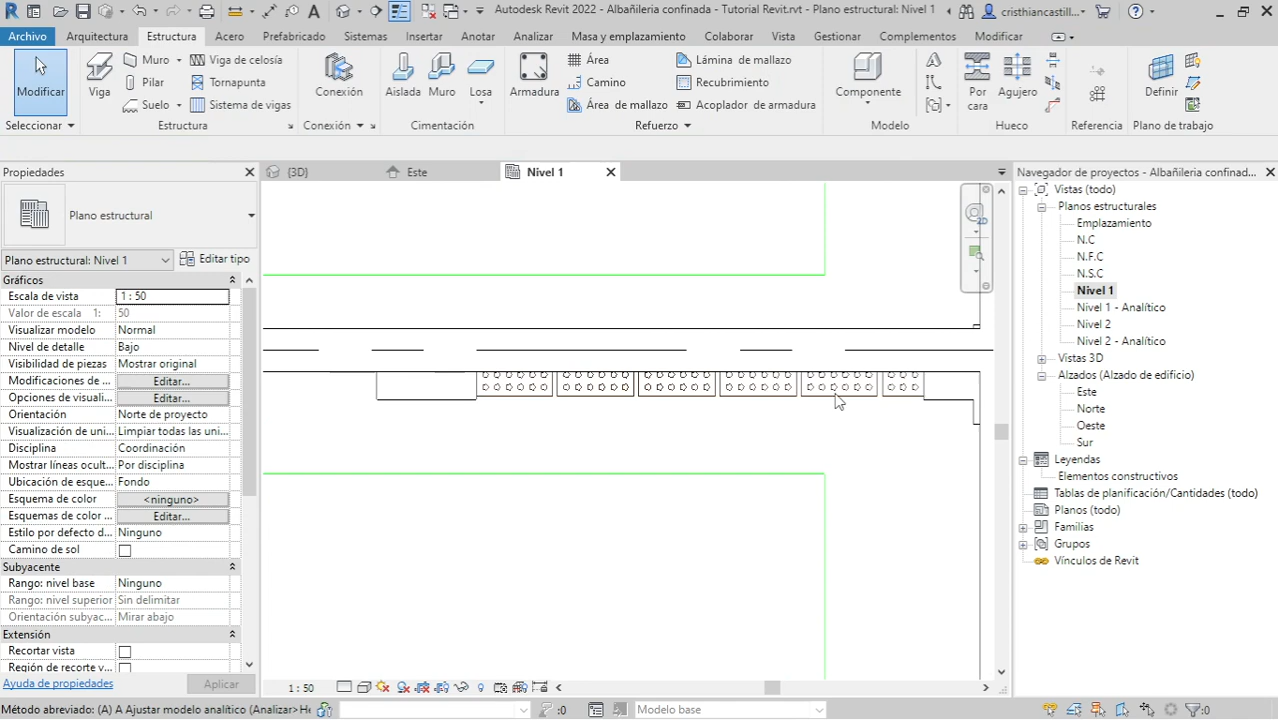 Autodesk Revit 2022 - Albañileria confinada - Tutorial Revit.rvt - Plano estructural: Nivel 1
cristhiancastill...
Archivo Arquitectura Estructura Acero Prefabricado Sistemas Insertar Anotar Analizar Masa y emplazamiento Colaborar Vista Gestionar Complementos Modificar
Modificar
Viga
Muro
Pilar
Suelo
Viga de celosía
Tornapunta
Sistema de vigas
Conexión
Aislada
Muro
Losa
Armadura
Área
Camino
Área de mallazo
Lámina de mallazo
Recubrimiento
Acoplador de armadura
Componente
Por cara
Agujero
Definir
Seleccionar Estructura Conexión Cimentación Refuerzo Modelo Hueco Referencia Plano de trabajo
Propiedades
(3D) Este Nivel 1
Navegador de proyectos - Albañileria confinada...
Plano estructural
Plano estructural: Nivel 1 Editar tipo
Gráficos
Escala de vista 1 : 50
Valor de escala 1: 50
Visualizar modelo Normal
Nivel de detalle Bajo
Visibilidad de piezas Mostrar original
Modificaciones de ... Editar...
Opciones de visuali... Editar...
Orientación Norte de proyecto
Visualización de uni... Limpiar todas las uni...
Disciplina Coordinación
Mostrar líneas ocult... Por disciplina
Ubicación de esque... Fondo
Esquema de color <ninguno>
Esquemas de color ... Editar...
Estilo por defecto d... Ninguno
Camino de sol
Subyacente
Rango: nivel base Ninguno
Rango: nivel superior Sin delimitar
Orientación subyac... Mirar abajo
Extensión
Recortar vista
Región de recorte v...
Ayuda de propiedades Aplicar
2D
Vistas (todo)
Planos estructurales
Emplazamiento
N.C
N.F.C
N.S.C
Nivel 1
Nivel 1 - Analítico
Nivel 2
Nivel 2 - Analítico
Vistas 3D
Alzados (Alzado de edificio)
Este
Norte
Oeste
Sur
Leyendas
Elementos constructivos
Tablas de planificación/Cantidades (todo)
Planos (todo)
Familias
Grupos
Vínculos de Revit
1 : 50
Método abreviado: (A) A Ajustar modelo analítico (Analizar> He
:0
Modelo base
:0